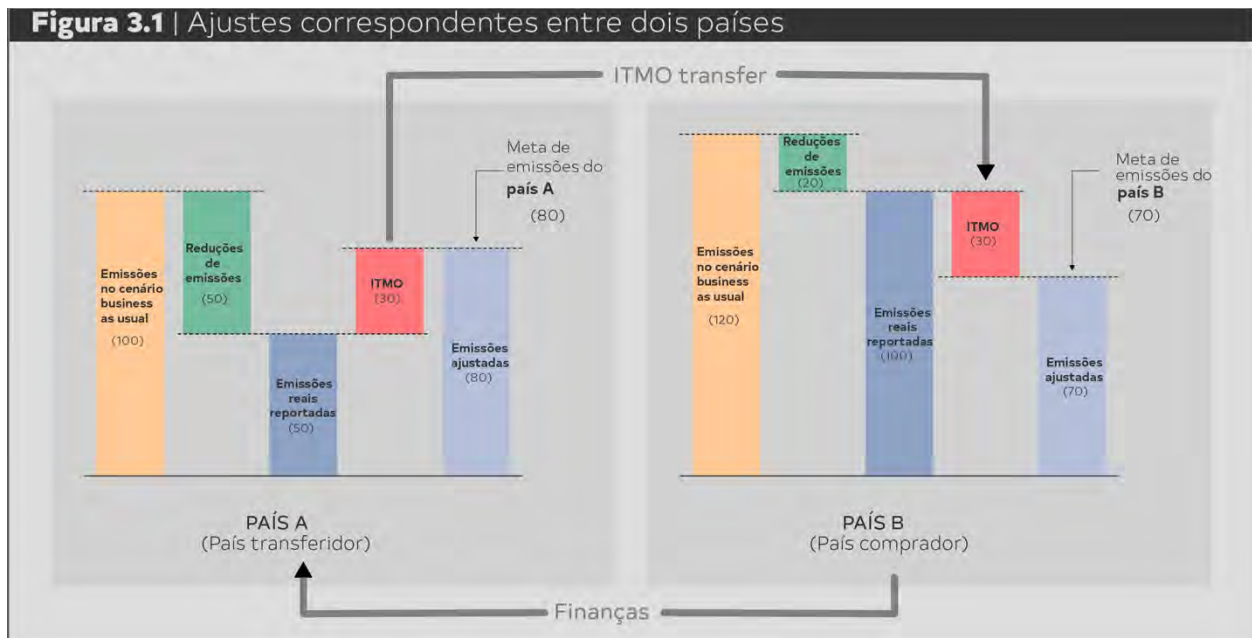 Figura 3.1 | Ajustes correspondentes entre dois países
ITMO transfer
Emissões
no cenário
business
as usual
(100)
Reduções
de
emissões
(50)
Emissões
reais
reportadas
(50)
ITMO
(30)
Emissões
ajustadas
(80)
Meta de
emissões do
país A
(80)
PAÍS A
(País transferidor)
Emissões
no cenário
business
as usual
(120)
Reduções
de
emissões
(20)
Emissões
reais
reportadas
(100)
ITMO
(30)
Emissões
ajustadas
(70)
Meta de
emissões do
país B
(70)
PAÍS B
(País comprador)
Finanças